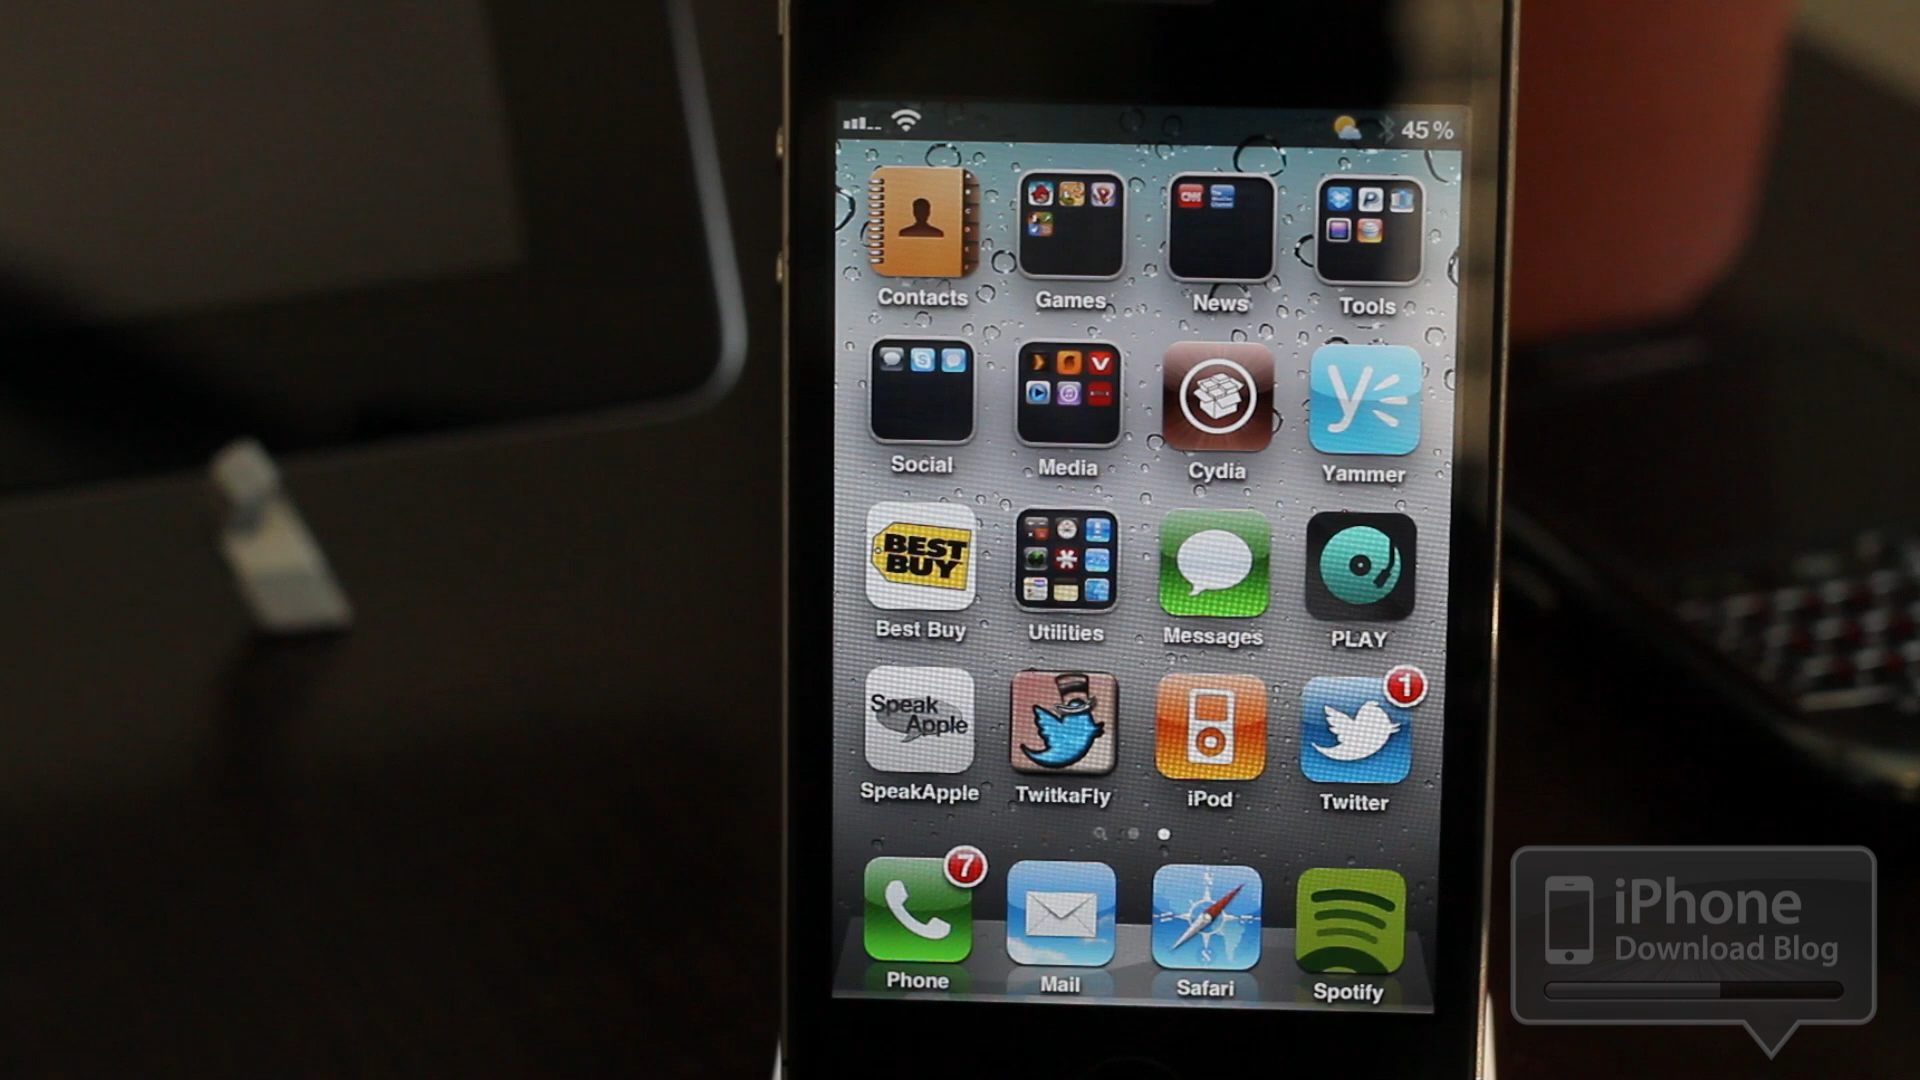 45%
Contacts
Games
News
Tools
Social
Media
Cydia
Yammer
BEST
BUY
Best Buy
Utilities
Messages
PLAY
Speak
Apple
SpeakApple
TwitkaFly
iPod
1
Twitter
7
Phone
Mail
Safari
Spotify
iPhone
Download Blog